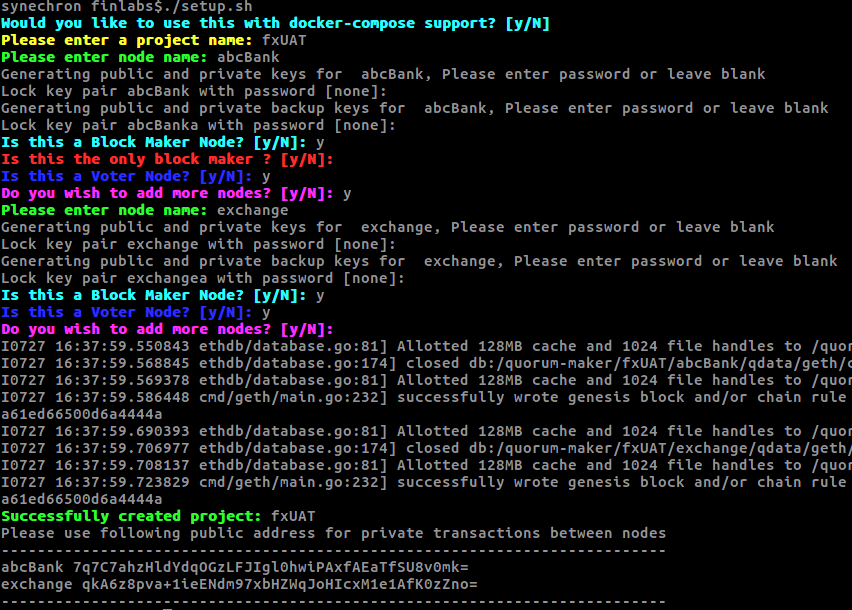 synechron finlabs$./setup.sh
Would you like to use this with docker-compose support? [y/N]
Please enter a project name: fxUAT
Please enter node name: abcBank
Generating public and private keys for  abcBank, Please enter password or leave blank
Lock key pair abcBank with password [none]:
Generating public and private backup keys for  abcBank, Please enter password or leave blank
Lock key pair abcBanka with password [none]:
Is this a Block Maker Node? [y/N]: y
Is this the only block maker ? [y/N]:
Is this a Voter Node? [y/N]: y
Do you wish to add more nodes? [y/N]: y
Please enter node name: exchange
Generating public and private keys for  exchange, Please enter password or leave blank
Lock key pair exchange with password [none]:
Generating public and private backup keys for  exchange, Please enter password or leave blank
Lock key pair exchangea with password [none]:
Is this a Block Maker Node? [y/N]: y
Is this a Voter Node? [y/N]: y
Do you wish to add more nodes? [y/N]:
I0727 16:37:59.550843 ethdb/database.go:81] Allotted 128MB cache and 1024 file handles to /quor
I0727 16:37:59.568845 ethdb/database.go:174] closed db:/quorum-maker/fxUAT/abcBank/qdata/geth/c
I0727 16:37:59.569378 ethdb/database.go:81] Allotted 128MB cache and 1024 file handles to /quor
I0727 16:37:59.586448 cmd/geth/main.go:232] successfully wrote genesis block and/or chain rule
a61ed66500d6a4444a
I0727 16:37:59.690393 ethdb/database.go:81] Allotted 128MB cache and 1024 file handles to /quor
I0727 16:37:59.706977 ethdb/database.go:174] closed db:/quorum-maker/fxUAT/exchange/qdata/geth/
I0727 16:37:59.708137 ethdb/database.go:81] Allotted 128MB cache and 1024 file handles to /quor
I0727 16:37:59.723829 cmd/geth/main.go:232] successfully wrote genesis block and/or chain rule
a61ed66500d6a4444a
Successfully created project: fxUAT
Please use following public address for private transactions between nodes
--------------------------------------------------------------------------
abcBank 7q7C7ahzHldYdqOGzLFJIgl0hwiPAxfAEaTfSU8v0mk=
exchange qkA6z8pva+1ieENdm97xbHZWqJoHIcxM1e1AfK0zZno=
--------------------------------------------------------------------------